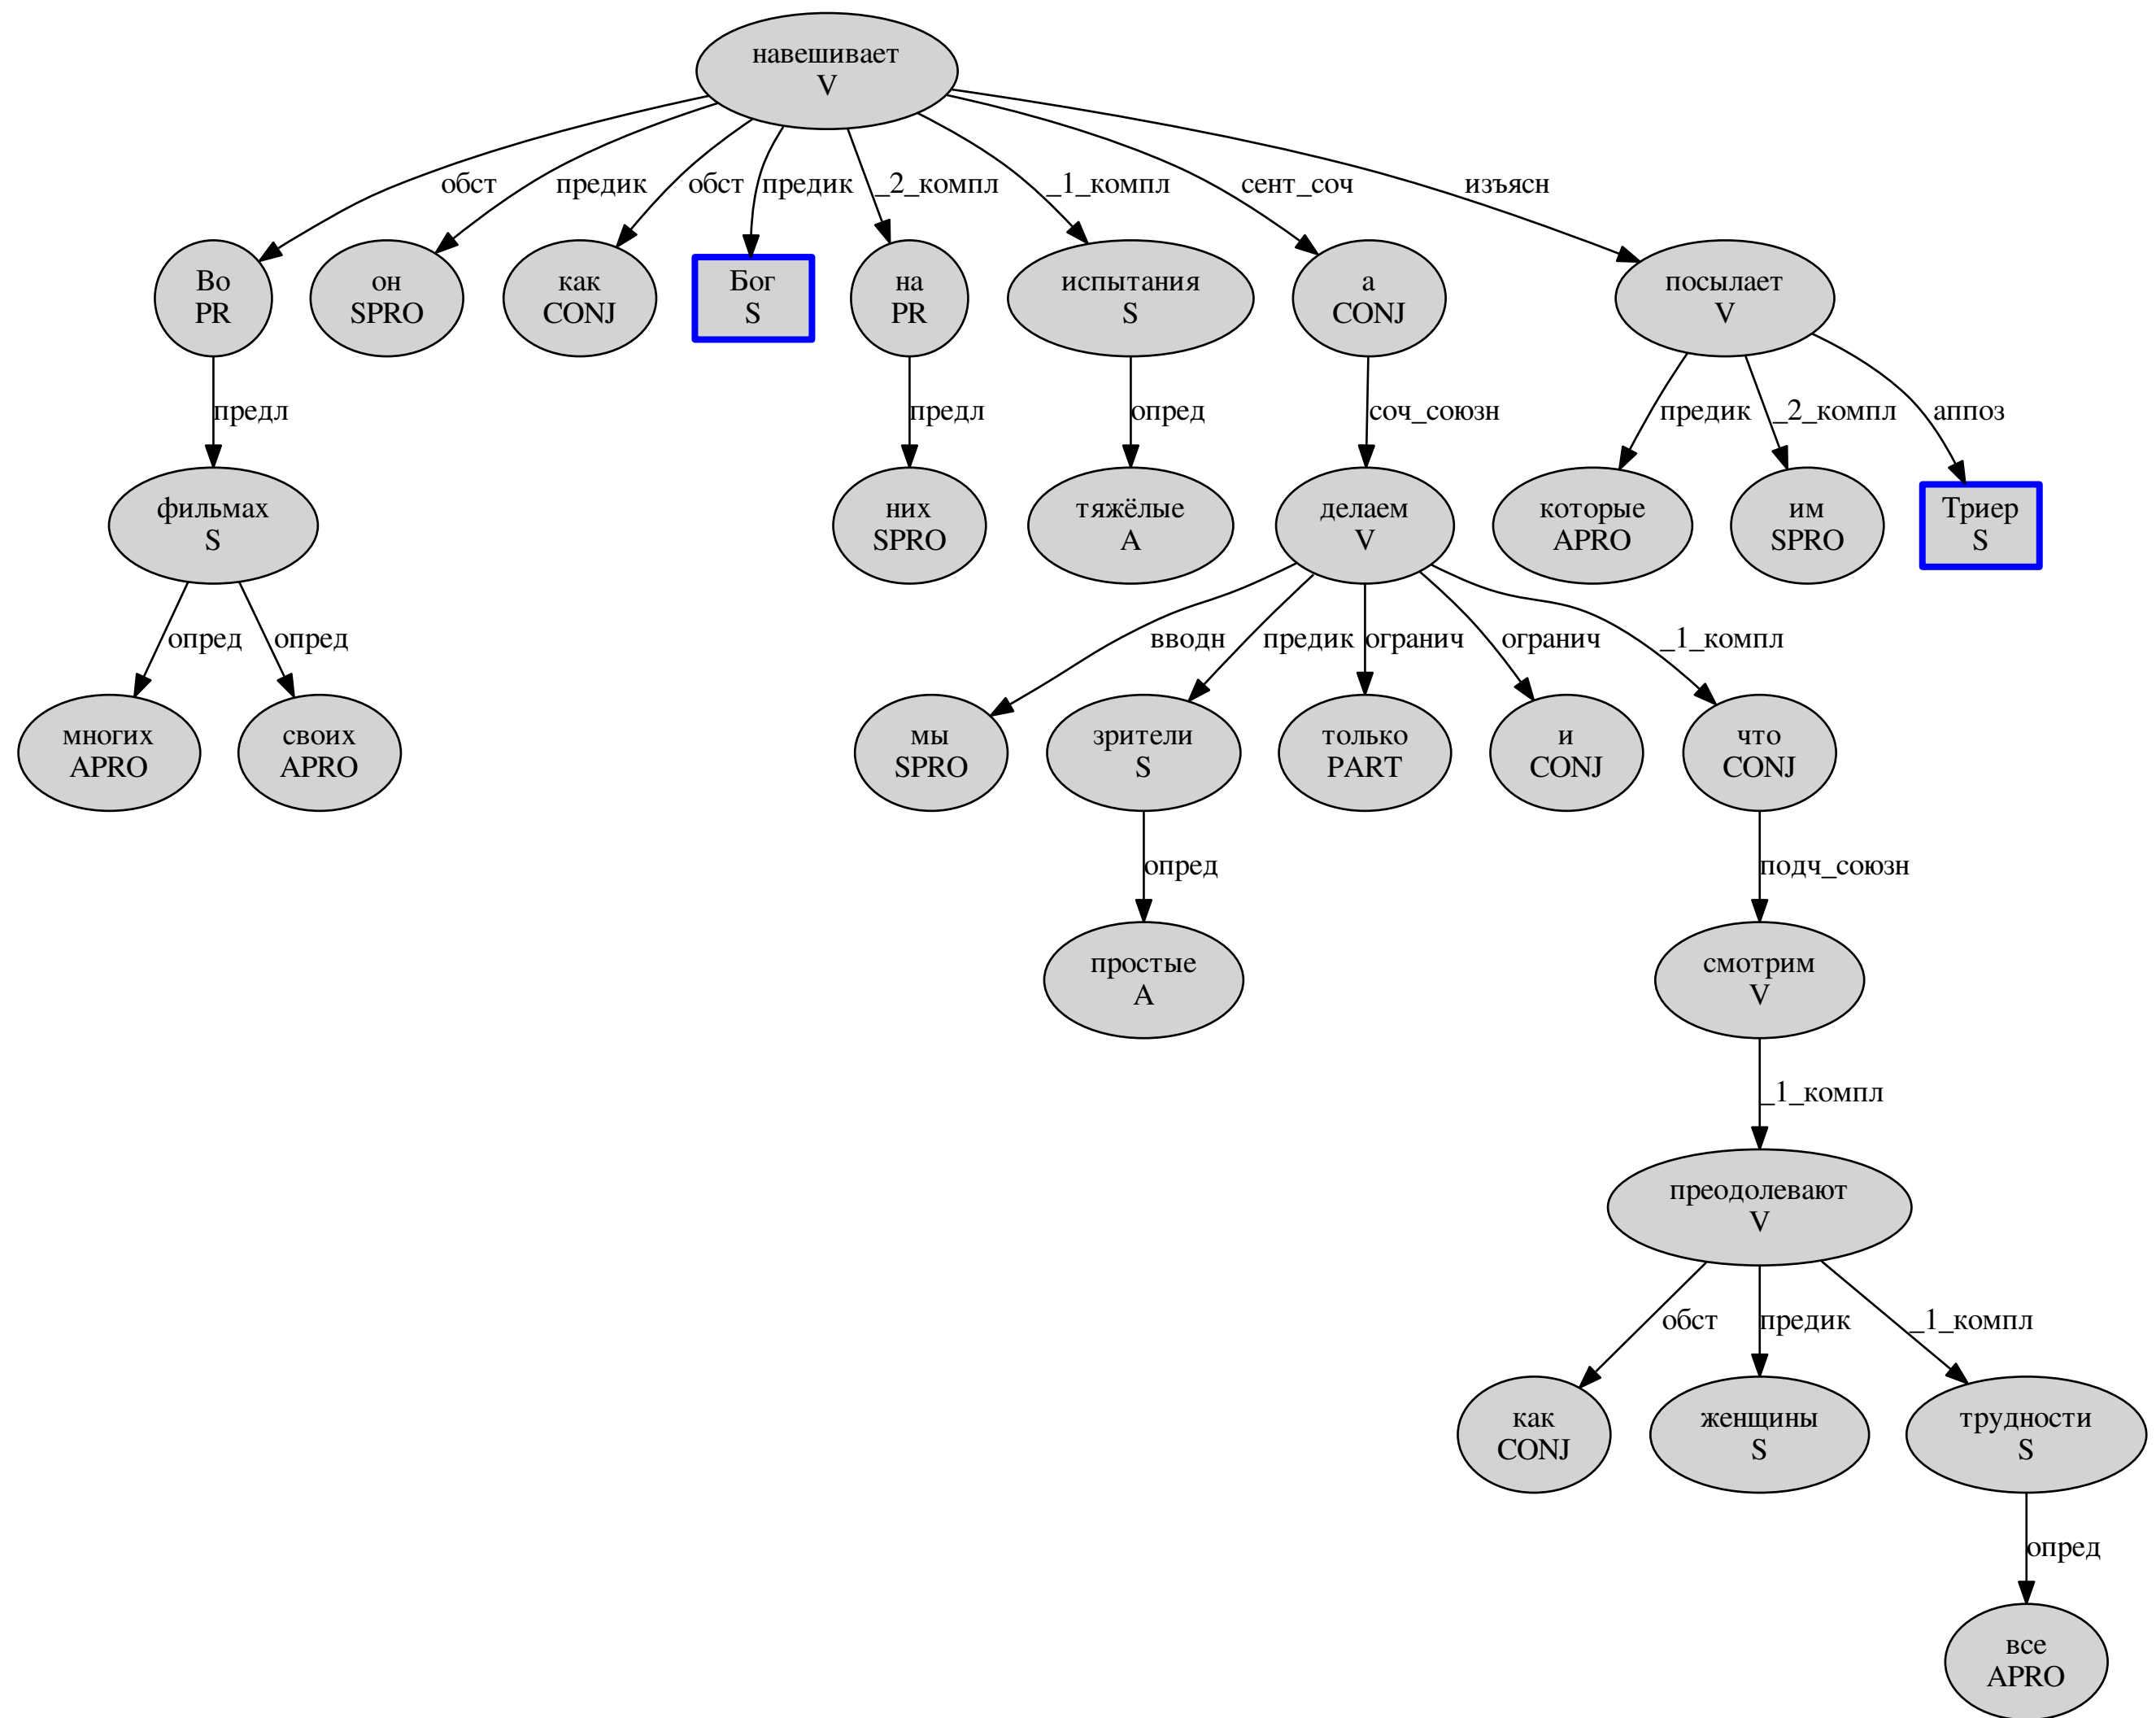 навешивает
V
обст
предик
обст
предик
_2_компл
_1_компл
сент_соч
изъясн
Во
PR
он
SPRO
как
CONJ
Бог
S
на
PR
испытания
S
а
CONJ
посылает
V
предл
предл
опред
соч_союзн
предик
_2_компл
аппоз
фильмах
S
них
SPRO
тяжёлые
A
делаем
V
которые
APRO
им
SPRO
Триер
S
опред
опред
вводн
предик
огранич
огранич
_1_компл
многих
APRO
своих
APRO
мы
SPRO
зрители
S
только
PART
и
CONJ
что
CONJ
опред
подч_союзн
простые
A
смотрим
V
_1_компл
преодолевают
V
обст
предик
_1_компл
как
CONJ
женщины
S
трудности
S
опред
все
APRO